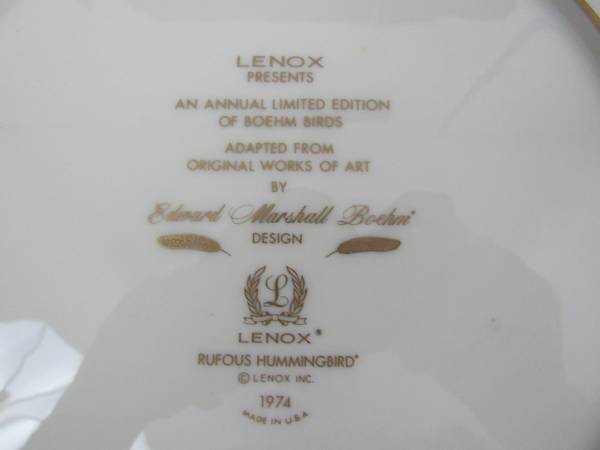 LENOX
PRESENTS
AN ANNUAL LIMITED EDITION
OF BOEHM BIRDS
ADAPTED FROM
ORIGINAL WORKS OF ART
BY
Edward Marshall Boehm®
DESIGN
L
LENOX®
RUFOUS HUMMINGBIRD*
© LENOX INC.
1974
MADE IN U.S.A.